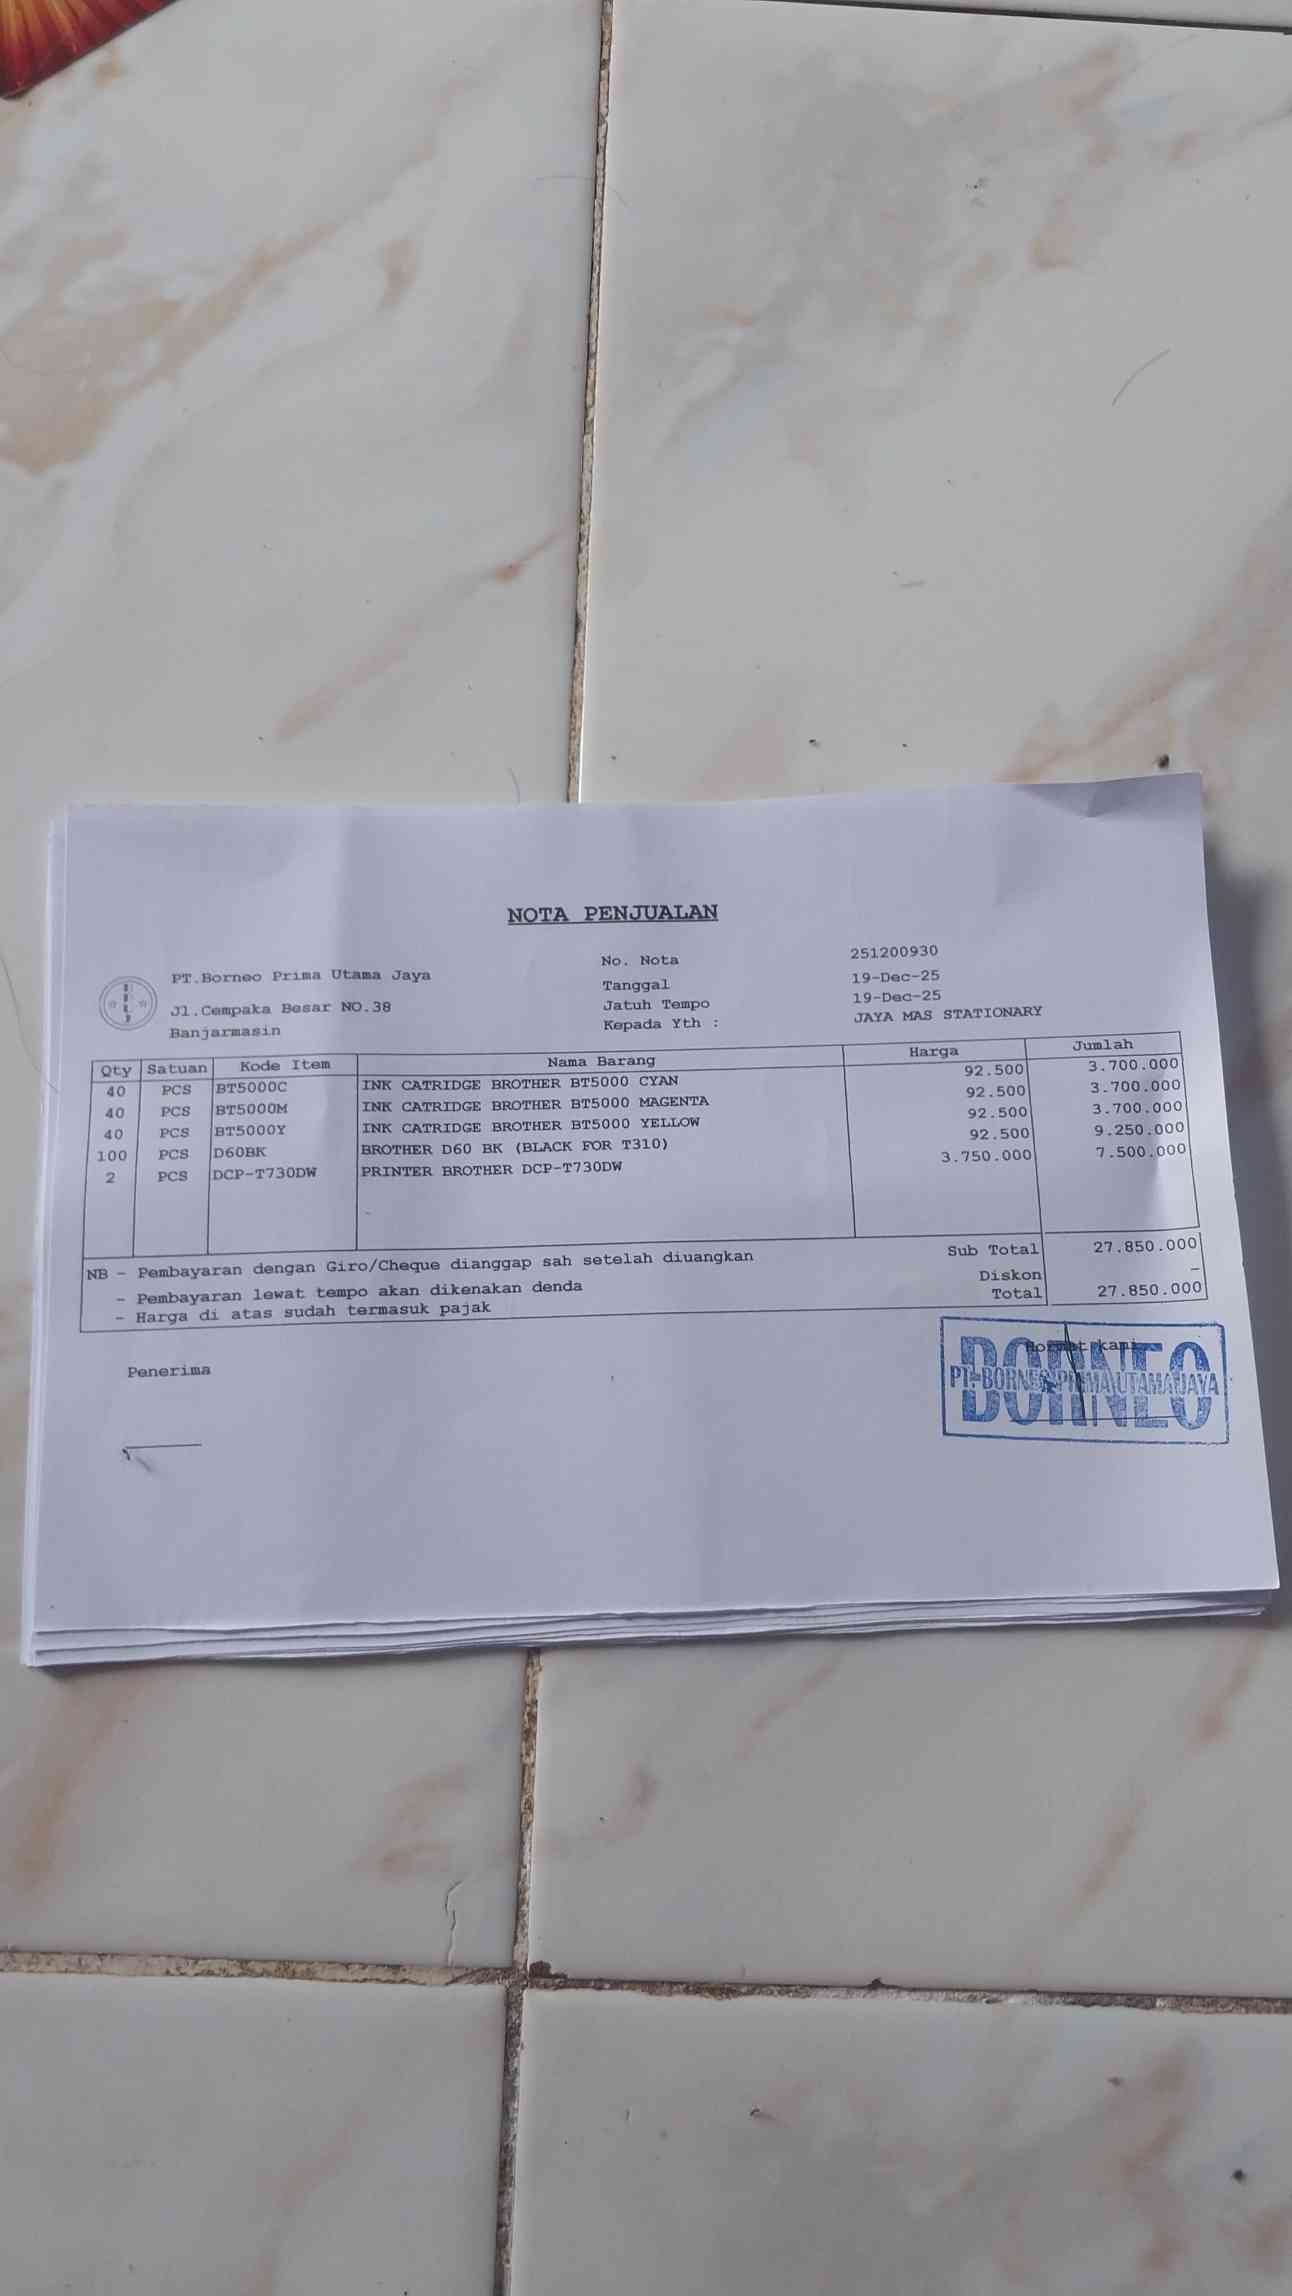 NOTA PENJUALAN
PT.Borneo Prima Utama Jaya
Jl.Cempaka Besar NO.38
Banjarmasin
No. Nota 251200930
Tanggal 19-Dec-25
Jatuh Tempo 19-Dec-25
Kepada Yth : JAYA MAS STATIONARY
Qty Satuan Kode Item Nama Barang Harga Jumlah
40 PCS BT5000C INK CATRIDGE BROTHER BT5000 CYAN 92.500 3.700.000
40 PCS BT5000M INK CATRIDGE BROTHER BT5000 MAGENTA 92.500 3.700.000
40 PCS BT5000Y INK CATRIDGE BROTHER BT5000 YELLOW 92.500 3.700.000
100 PCS D60BK BROTHER D60 BK (BLACK FOR T310) 92.500 9.250.000
2 PCS DCP-T730DW PRINTER BROTHER DCP-T730DW 3.750.000 7.500.000
NB - Pembayaran dengan Giro/Cheque dianggap sah setelah diuangkan
- Pembayaran lewat tempo akan dikenakan denda
- Harga di atas sudah termasuk pajak
Sub Total 27.850.000
Diskon -
Total 27.850.000
Penerima
Hormat kami
BORNEO
PT. BORNEO PRIMA UTAMA JAYA